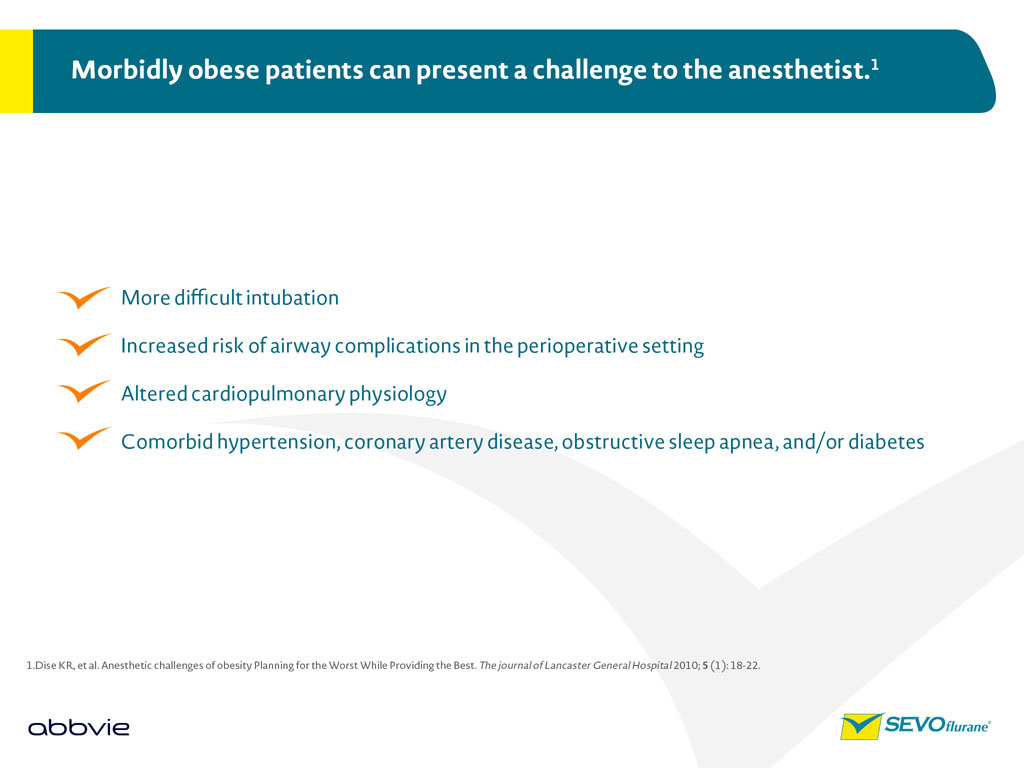 Morbidly obese patients can present a challenge to the anesthetist.1
More difficult intubation
Increased risk of airway complications in the perioperative setting
Altered cardiopulmonary physiology
Comorbid hypertension, coronary artery disease, obstructive sleep apnea, and/or diabetes
1.Dise KR, et al. Anesthetic challenges of obesity Planning for the Worst While Providing the Best. The journal of Lancaster General Hospital 2010; 5 (1): 18-22.
abbvie
SEVOflurane®